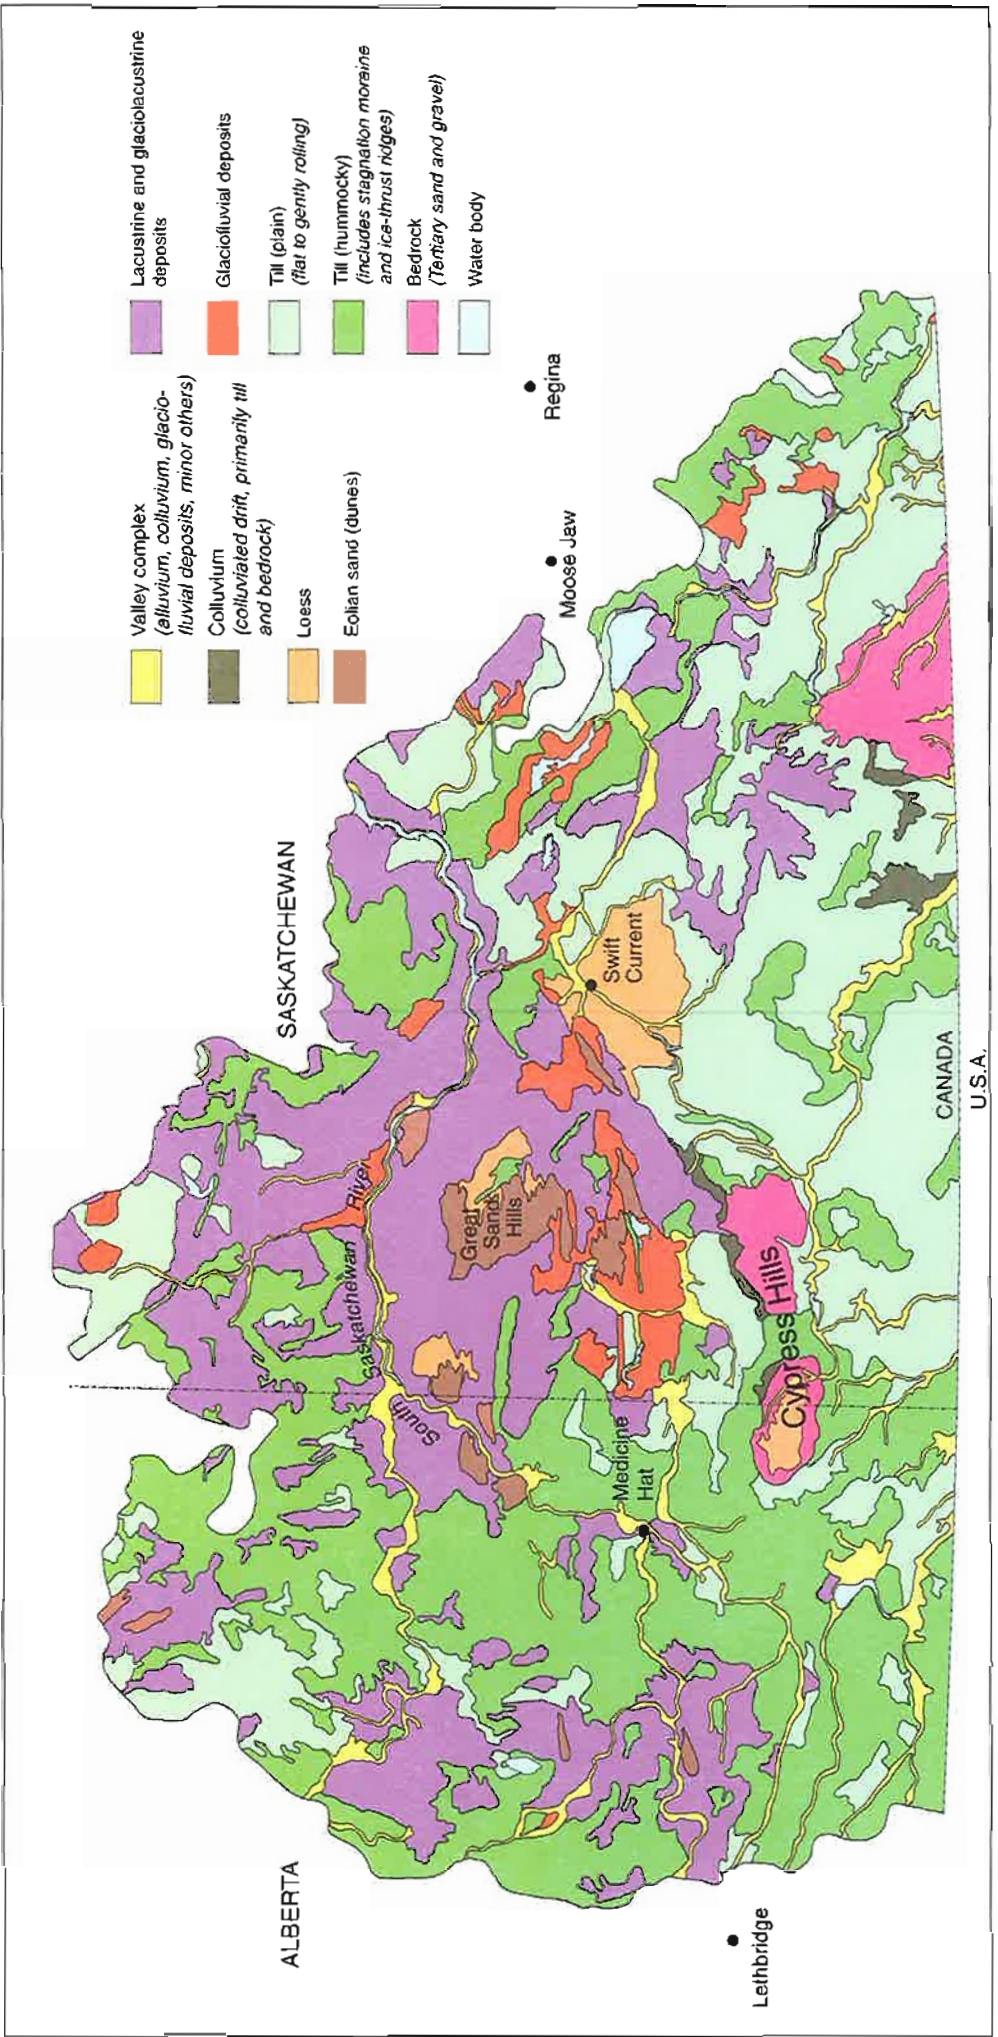 ALBERTA
SASKATCHEWAN
Lethbridge
Medicine
Hat
South
Saskatchewan
River
Great
Sand
Hills
Cypress Hills
Swift
Current
Moose Jaw
Regina
CANADA
U.S.A.
Valley complex
(alluvium, colluvium, glacio-
fluvial deposits, minor others)
Colluvium
(colluviated drift, primarily till
and bedrock)
Loess
Eolian sand (dunes)
Lacustrine and glaciolacustrine
deposits
Glaciofluvial deposits
Till (plain)
(flat to gently rolling)
Till (hummocky)
(includes stagnation moraine
and ice-thrust ridges)
Bedrock
(Tertiary sand and gravel)
Water body